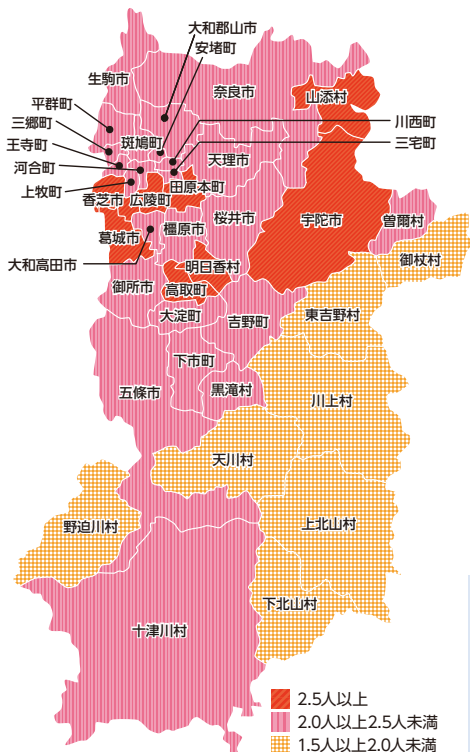 大和郡山市
安堵町
生駒市
奈良市
山添村
平群町
三郷町
斑鳩町
川西町
王寺町
三宅町
河合町
天理市
上牧町
田原本町
香芝市
広陵町
桜井市
宇陀市
曽爾村
葛城市
橿原市
御杖村
大和高田市
明日香村
御所市
高取町
大淀町
吉野町
東吉野村
下市町
五條市
黒滝村
川上村
天川村
野迫川村
上北山村
下北山村
十津川村
2.5人以上
2.0人以上2.5人未満
1.5人以上2.0人未満